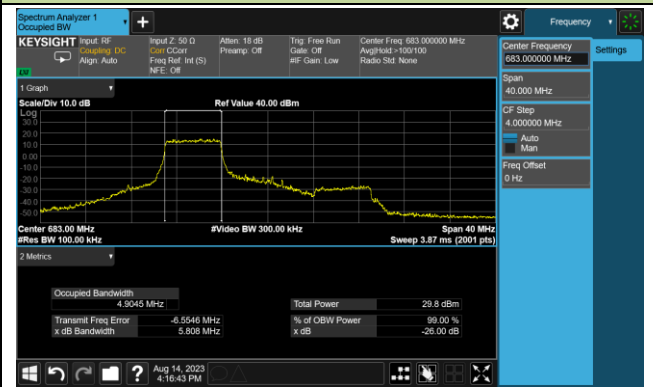 Spectrum Analyzer 1
Occupied BW
Frequency
KEYSIGHT
Input: RF
Coupling: DC
Align: Auto
Input Z: 50 Ω
Corr CCorr
Freq Ref: Int (S)
NFE: Off
Atten: 18 dB
Preamp: Off
Trig: Free Run
Gate: Off
#IF Gain: Low
Center Freq: 683.000000 MHz
Avg|Hold:>100/100
Radio Std: None
Center Frequency
683.000000 MHz
Settings
Span
40.000 MHz
CF Step
4.000000 MHz
Auto
Man
Freq Offset
0 Hz
1 Graph
Scale/Div 10.0 dB
Ref Value 40.00 dBm
Log
30.0
20.0
10.0
0.00
-10.0
-20.0
-30.0
-40.0
-50.0
Center 683.00 MHz
#Video BW 300.00 kHz
Span 40 MHz
#Res BW 100.00 kHz
Sweep 3.87 ms (2001 pts)
2 Metrics
Occupied Bandwidth
4.9045 MHz
Total Power
29.8 dBm
Transmit Freq Error
-6.5546 MHz
% of OBW Power
99.00 %
x dB Bandwidth
5.808 MHz
x dB
-26.00 dB
Aug 14, 2023
4:16:43 PM